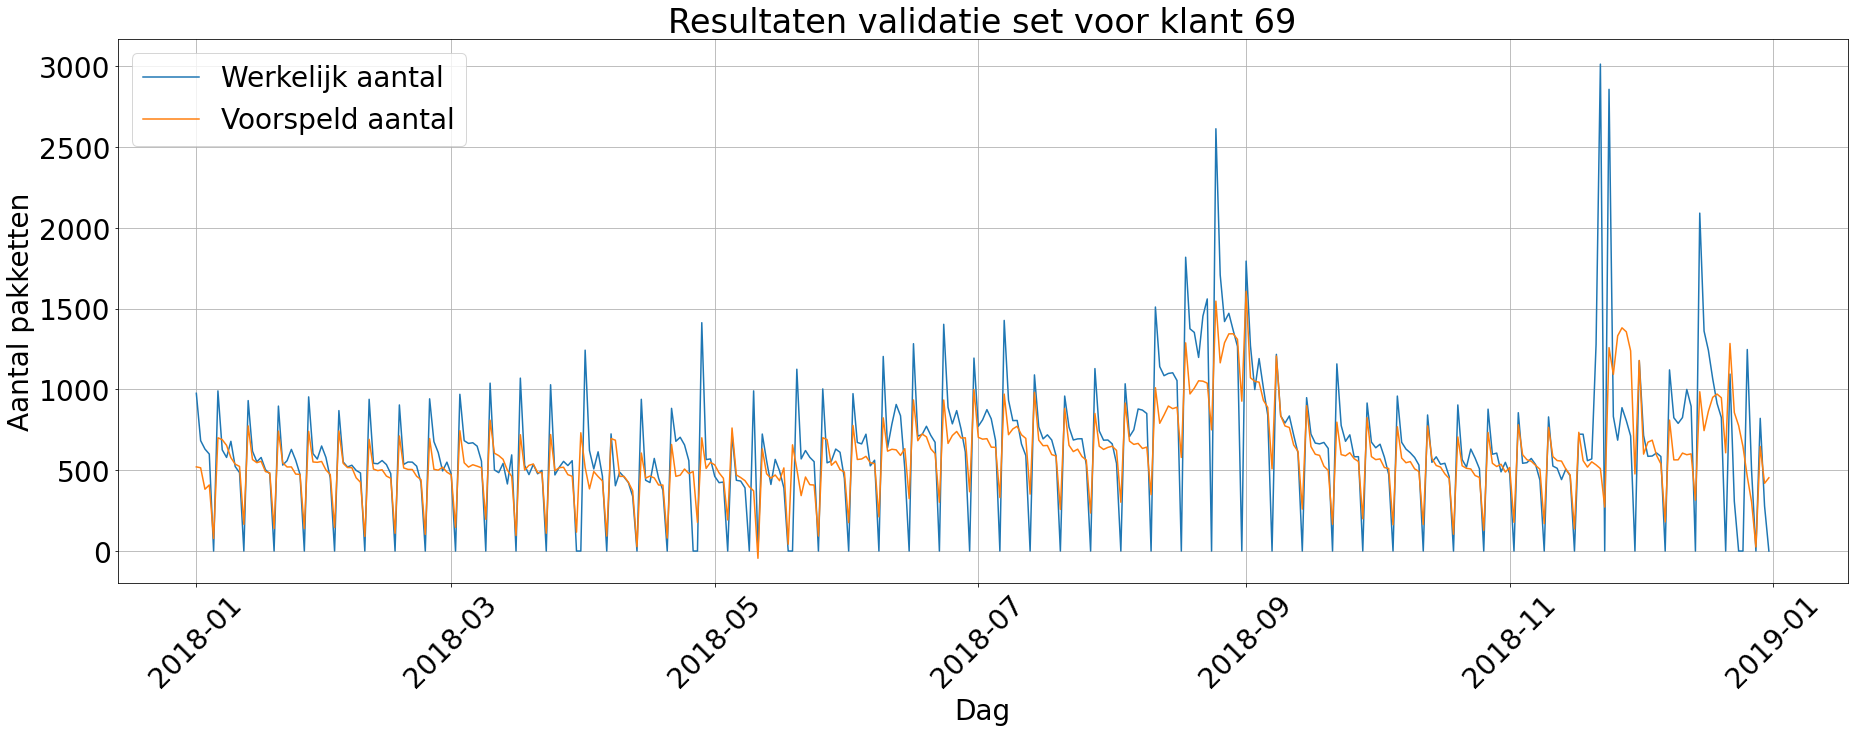 Resultaten validatie set voor klant 69
Werkelijk aantal
Voorspeld aantal
Aantal pakketten
3000
2500
2000
1500
1000
500
0
2018-01
2018-03
2018-05
2018-07
2018-09
2018-11
2019-01
Dag